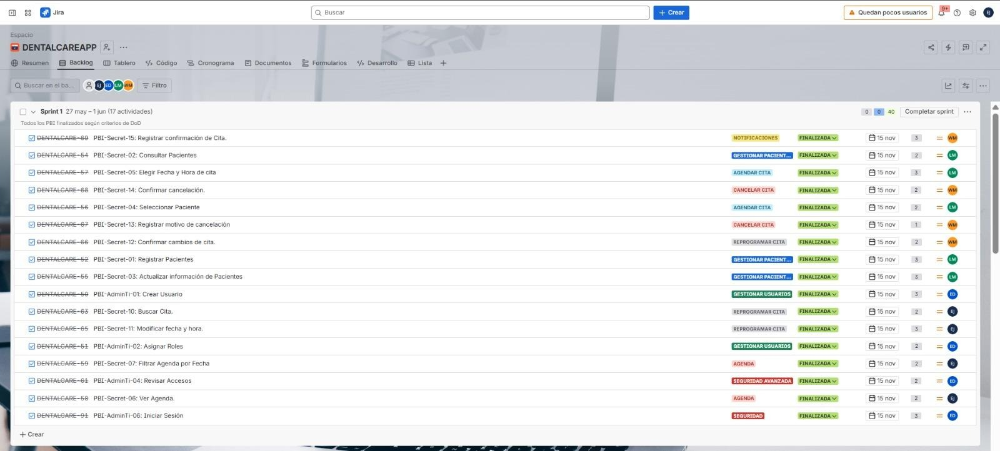 Jira
Buscar
Crear
Quedan pocos usuarios
9+
EJ
Espacio
DENTALCAREAPP
Resumen Backlog Tablero Código Cronograma Documentos Formularios Desarrollo Lista
Buscar en el ba... EJ ED LM WM Filtro
Sprint 1 27 may – 1 jun (17 actividades) 0 0 40 Completar sprint
Todos los PBI finalizados según criterios de DoD
DENTALCARE-69 PBI-Secret-15: Registrar confirmación de Cita. NOTIFICACIONES FINALIZADA 15 nov 3 WM
DENTALCARE-54 PBI-Secret-02: Consultar Pacientes GESTIONAR PACIENT... FINALIZADA 15 nov 2 LM
DENTALCARE-57 PBI-Secret-05: Elegir Fecha y Hora de cita AGENDAR CITA FINALIZADA 15 nov 3 LM
DENTALCARE-68 PBI-Secret-14: Confirmar cancelación. CANCELAR CITA FINALIZADA 15 nov 2 WM
DENTALCARE-56 PBI-Secret-04: Seleccionar Paciente AGENDAR CITA FINALIZADA 15 nov 2 LM
DENTALCARE-67 PBI-Secret-13: Registrar motivo de cancelación CANCELAR CITA FINALIZADA 15 nov 1 WM
DENTALCARE-66 PBI-Secret-12: Confirmar cambios de cita. REPROGRAMAR CITA FINALIZADA 15 nov 2 WM
DENTALCARE-52 PBI-Secret-01: Registrar Pacientes GESTIONAR PACIENT... FINALIZADA 15 nov 3 LM
DENTALCARE-55 PBI-Secret-03: Actualizar información de Pacientes GESTIONAR PACIENT... FINALIZADA 15 nov 3 LM
DENTALCARE-50 PBI-AdminTi-01: Crear Usuario GESTIONAR USUARIOS FINALIZADA 15 nov 3 ED
DENTALCARE-63 PBI-Secret-10: Buscar Cita. REPROGRAMAR CITA FINALIZADA 15 nov 2 EJ
DENTALCARE-65 PBI-Secret-11: Modificar fecha y hora. REPROGRAMAR CITA FINALIZADA 15 nov 3 EJ
DENTALCARE-51 PBI-AdminTi-02: Asignar Roles GESTIONAR USUARIOS FINALIZADA 15 nov 2 ED
DENTALCARE-59 PBI-Secret-07: Filtrar Agenda por Fecha AGENDA FINALIZADA 15 nov 2 EJ
DENTALCARE-61 PBI-AdminTi-04: Revisar Accesos SEGURIDAD AVANZADA FINALIZADA 15 nov 2 ED
DENTALCARE-58 PBI-Secret-06: Ver Agenda. AGENDA FINALIZADA 15 nov 2 EJ
DENTALCARE-91 PBI-AdminTi-06: Iniciar Sesión SEGURIDAD FINALIZADA 15 nov 3 ED
Crear